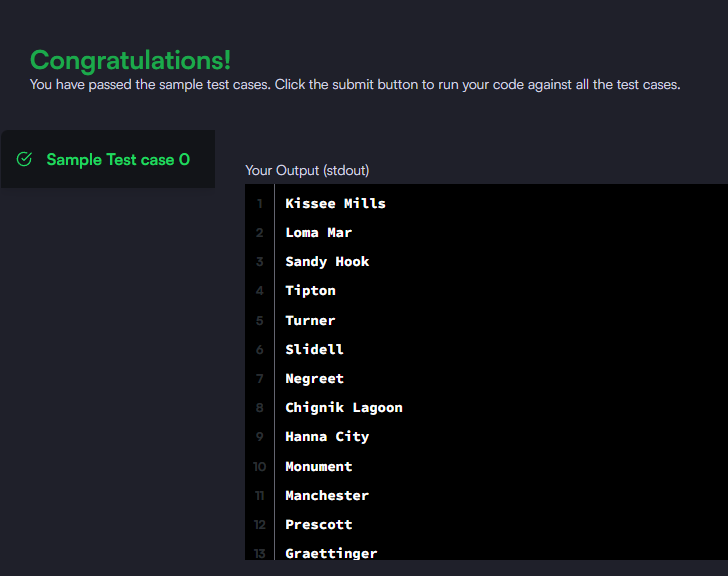 Congratulations!
You have passed the sample test cases. Click the submit button to run your code against all the test cases.
Sample Test case 0
Your Output (stdout)
1 Kissee Mills
2 Loma Mar
3 Sandy Hook
4 Tipton
5 Turner
6 Slidell
7 Negreet
8 Chignik Lagoon
9 Hanna City
10 Monument
11 Manchester
12 Prescott
13 Graettinger